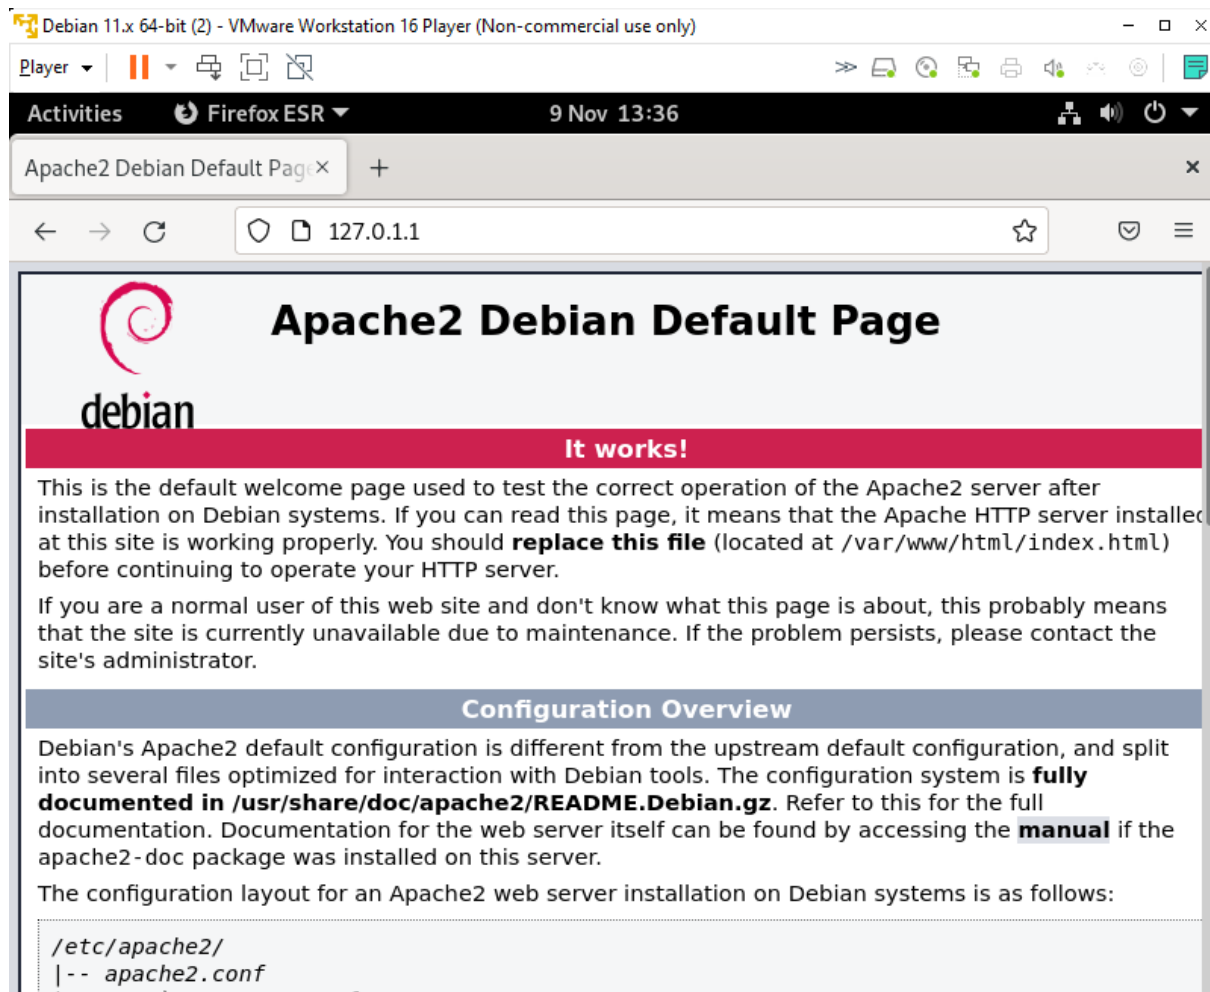 Debian 11.x 64-bit (2) - VMware Workstation 16 Player (Non-commercial use only)
Player
Activities Firefox ESR 9 Nov 13:36
Apache2 Debian Default Page
127.0.1.1
debian
Apache2 Debian Default Page
It works!
This is the default welcome page used to test the correct operation of the Apache2 server after
installation on Debian systems. If you can read this page, it means that the Apache HTTP server installed
at this site is working properly. You should replace this file (located at /var/www/html/index.html)
before continuing to operate your HTTP server.
If you are a normal user of this web site and don't know what this page is about, this probably means
that the site is currently unavailable due to maintenance. If the problem persists, please contact the
site's administrator.
Configuration Overview
Debian's Apache2 default configuration is different from the upstream default configuration, and split
into several files optimized for interaction with Debian tools. The configuration system is fully
documented in /usr/share/doc/apache2/README.Debian.gz. Refer to this for the full
documentation. Documentation for the web server itself can be found by accessing the manual if the
apache2-doc package was installed on this server.
The configuration layout for an Apache2 web server installation on Debian systems is as follows:
/etc/apache2/
|-- apache2.conf